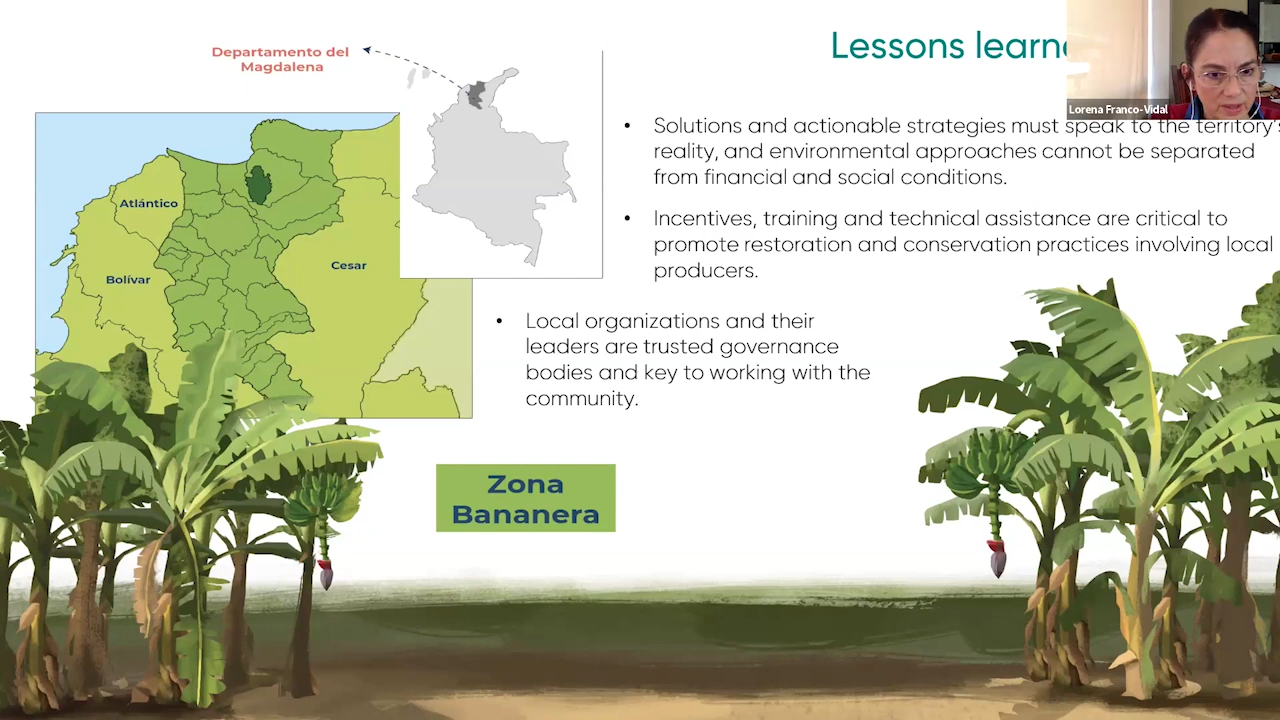 Departamento del
Magdalena
Lessons
Lorena Franco-Vidal
Atlántico
Bolívar
Cesar
• Solutions and actionable strategies must speak to the territory's
reality, and environmental approaches cannot be separated
from financial and social conditions.
• Incentives, training and technical assistance are critical to
promote restoration and conservation practices involving local
producers.
• Local organizations and their
leaders are trusted governance
bodies and key to working with the
community.
Zona
Bananera